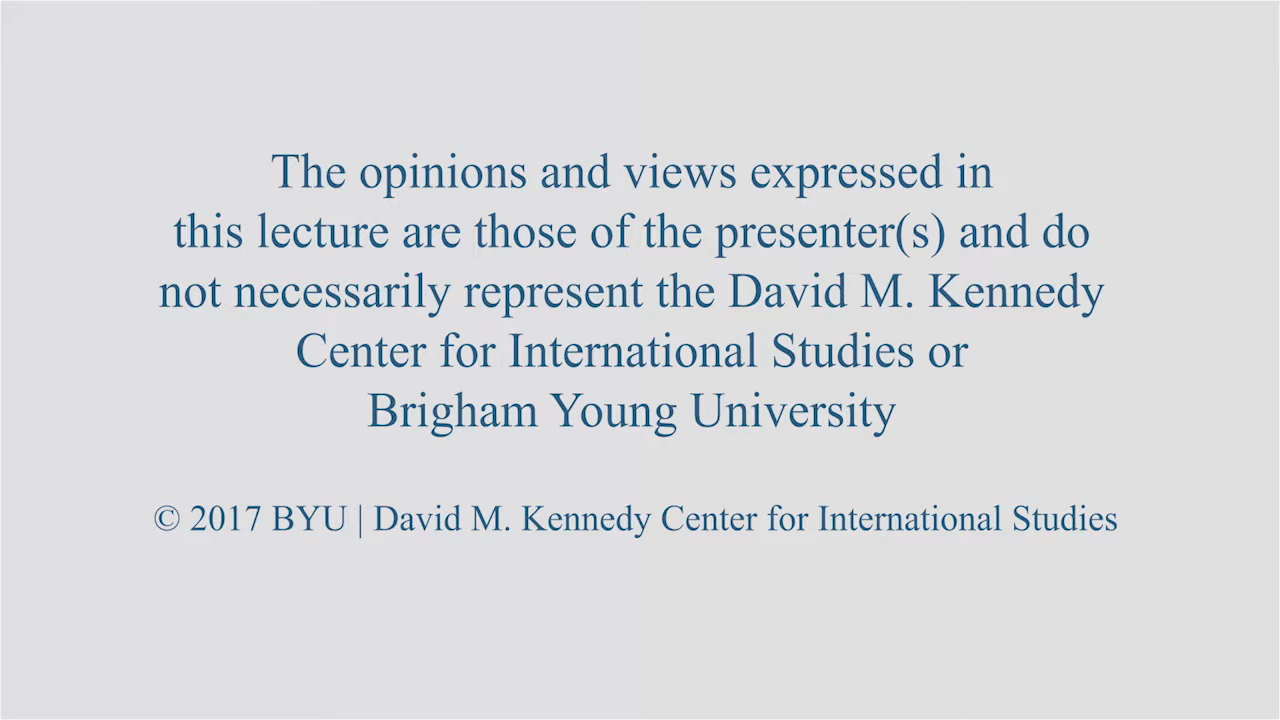 The opinions and views expressed in
this lecture are those of the presenter(s) and do
not necessarily represent the David M. Kennedy
Center for International Studies or
Brigham Young University
© 2017 BYU | David M. Kennedy Center for International Studies